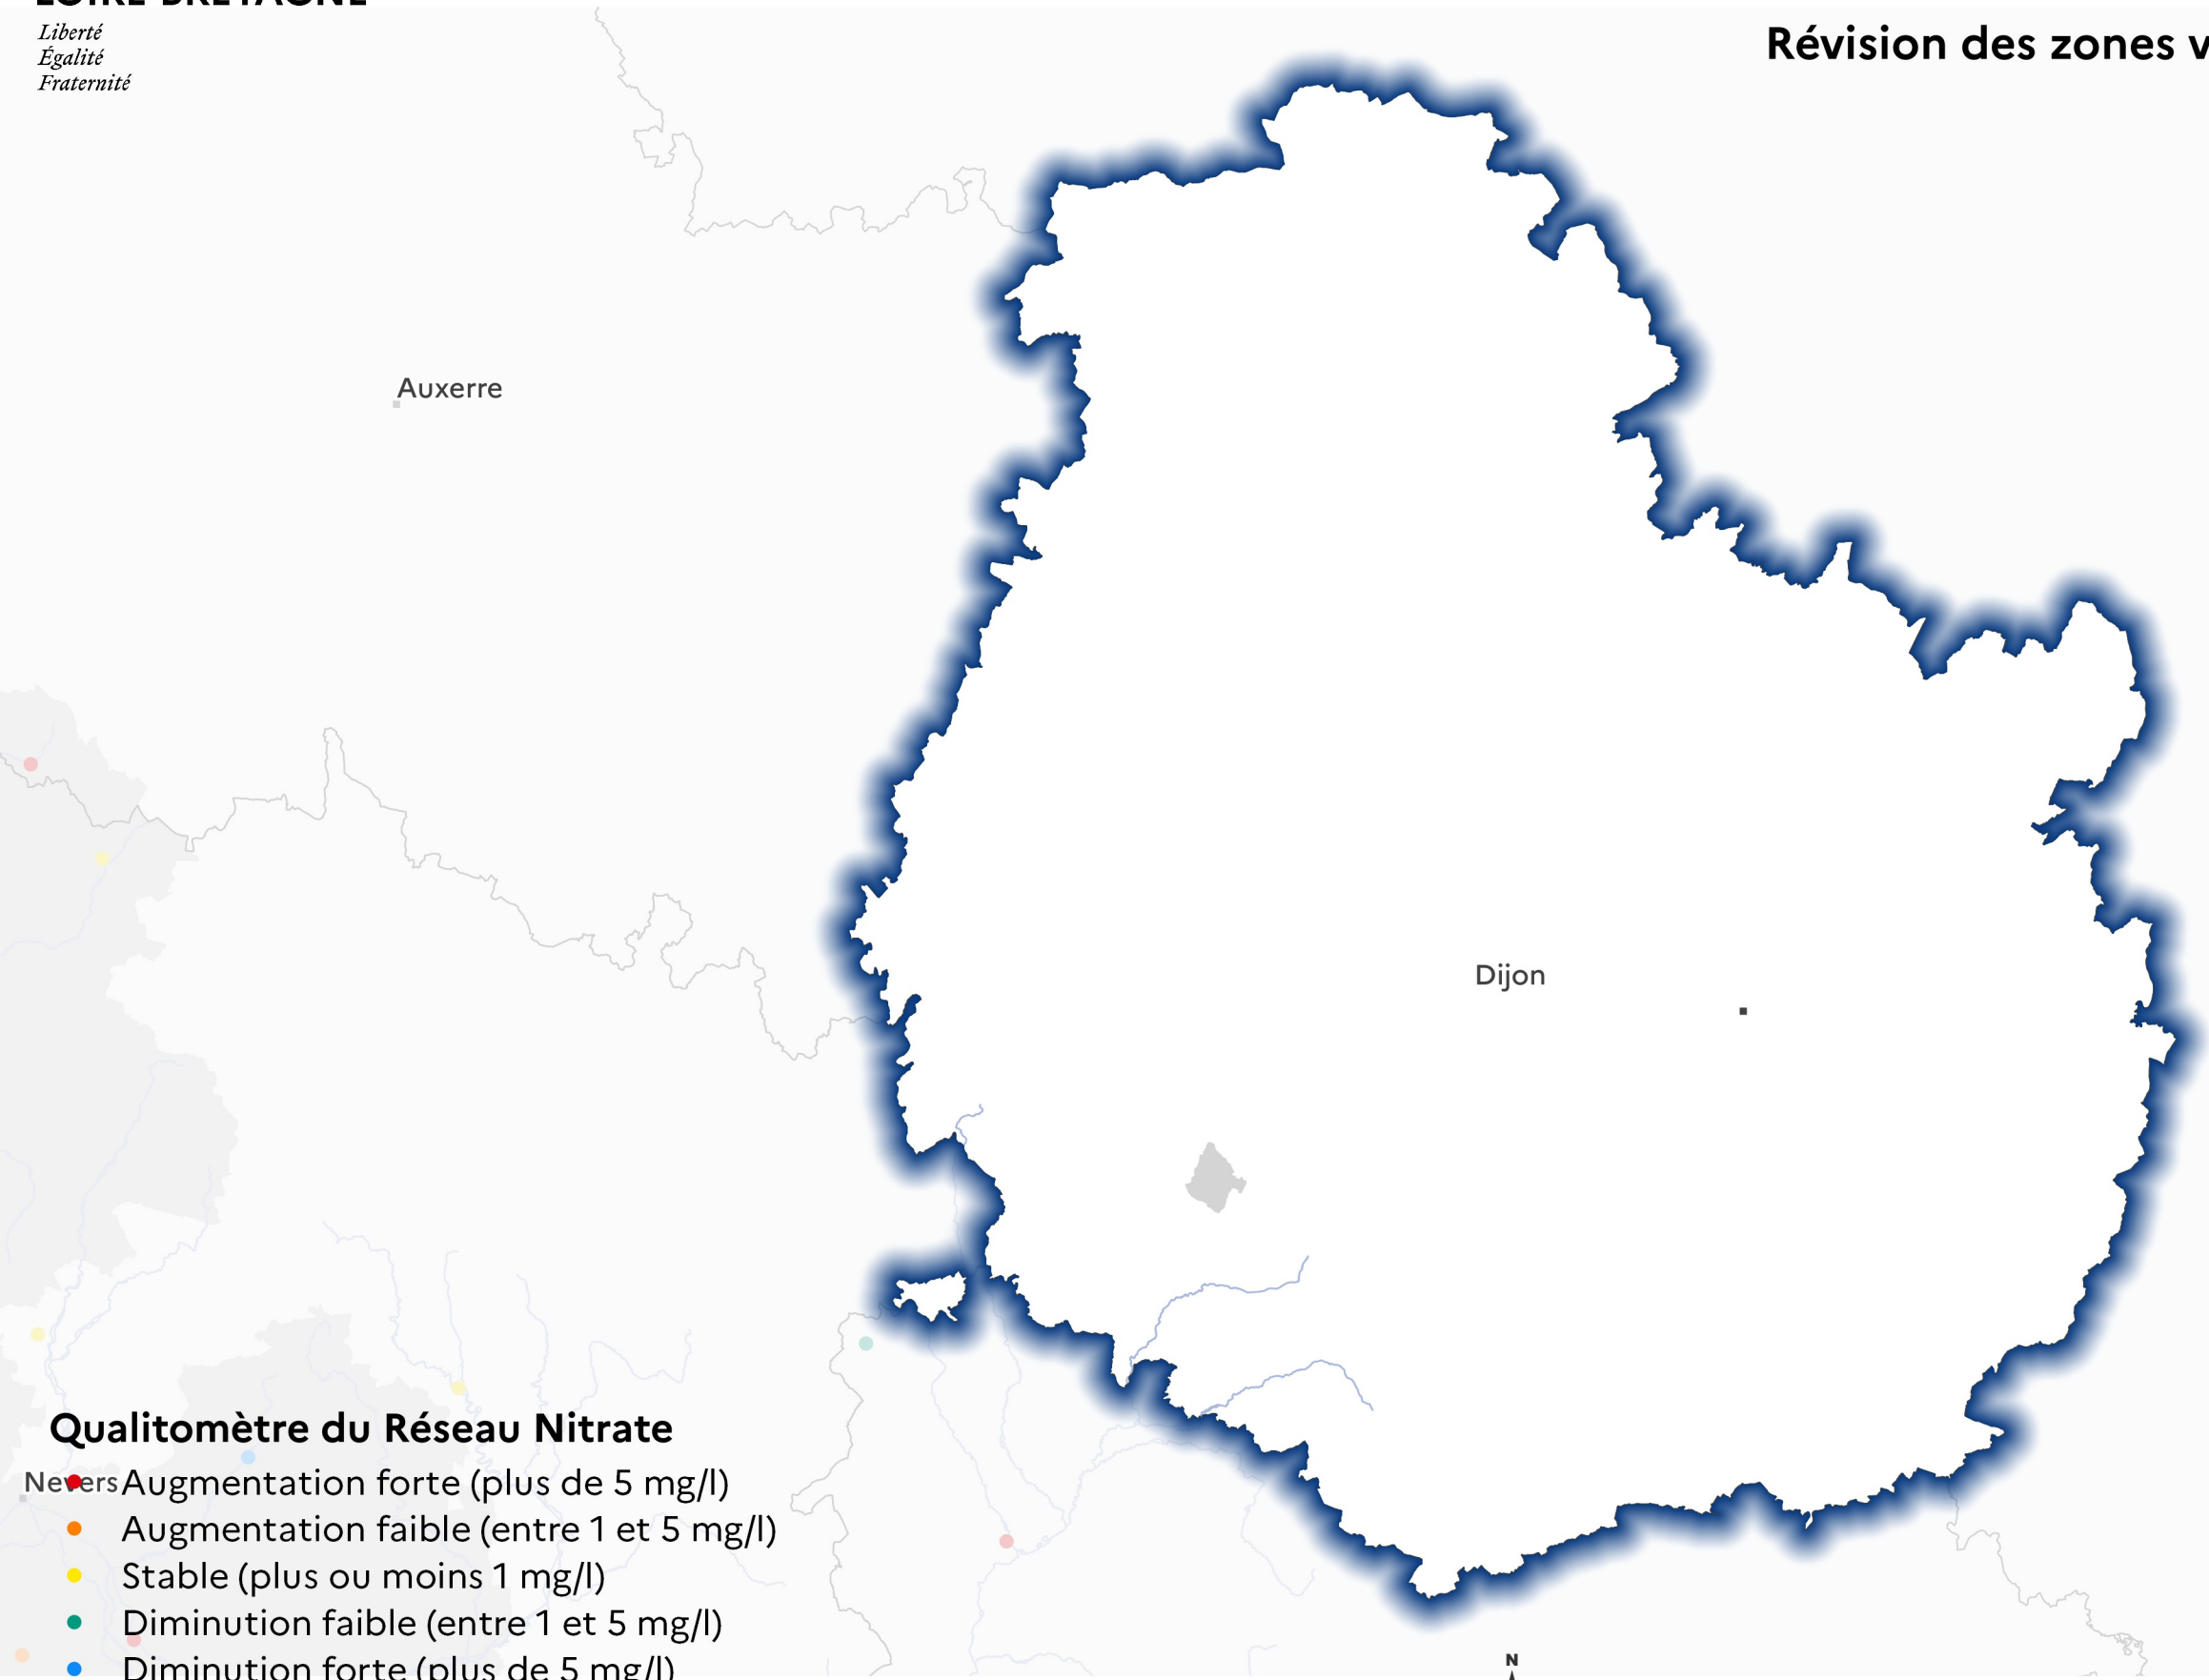 LOIRE-BRETAGNE
Liberté
Égalité
Fraternité
Révision des zones v
Auxerre
Dijon
Qualitomètre du Réseau Nitrate
Nevers
Augmentation forte (plus de 5 mg/l)
Augmentation faible (entre 1 et 5 mg/l)
Stable (plus ou moins 1 mg/l)
Diminution faible (entre 1 et 5 mg/l)
Diminution forte (plus de 5 mg/l)
N